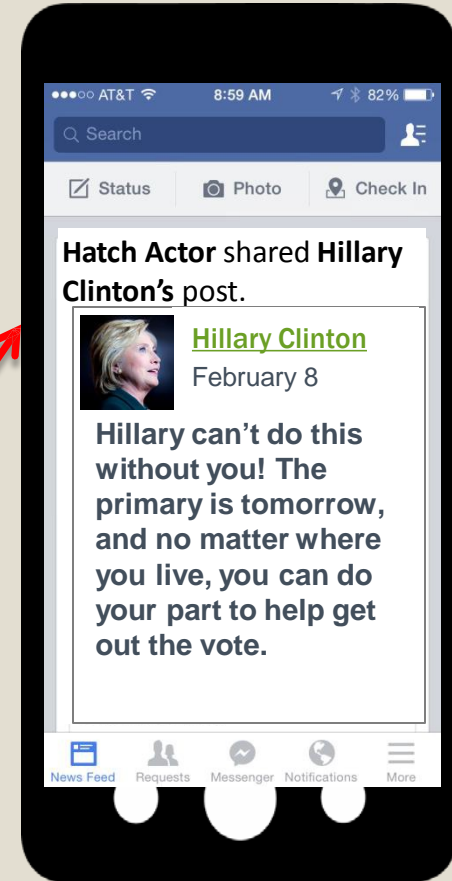 ●●●○○ AT&T 8:59 AM 82%
Search
Status Photo Check In
Hatch Actor shared Hillary
Clinton's post.
Hillary Clinton
February 8
Hillary can't do this
without you! The
primary is tomorrow,
and no matter where
you live, you can do
your part to help get
out the vote.
News Feed Requests Messenger Notifications More